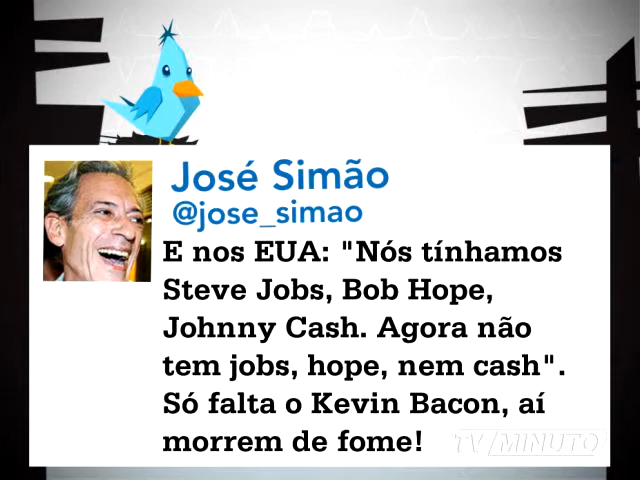 José Simão
@jose_simao
E nos EUA: "Nós tínhamos
Steve Jobs, Bob Hope,
Johnny Cash. Agora não
tem jobs, hope, nem cash".
Só falta o Kevin Bacon, aí
morrem de fome!
TV MINUTO